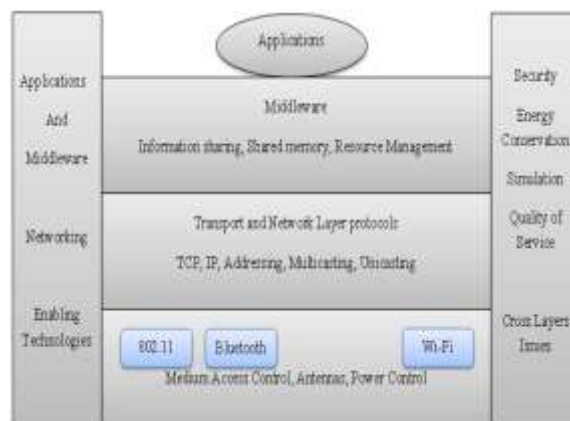 Applications
And
Middleware
Networking
Enabling
Technologies
Applications
Middleware
Information sharing, Shared memory, Resource Management
Transport and Network Layer protocols
TCP, IP, Addressing, Multicasting, Unicasting
802.11
Bluetooth
Wi-Fi
Medium Access Control, Antennas, Power Control
Security
Energy
Conservation
Simulation
Quality of
Service
Cross Layers
Issues